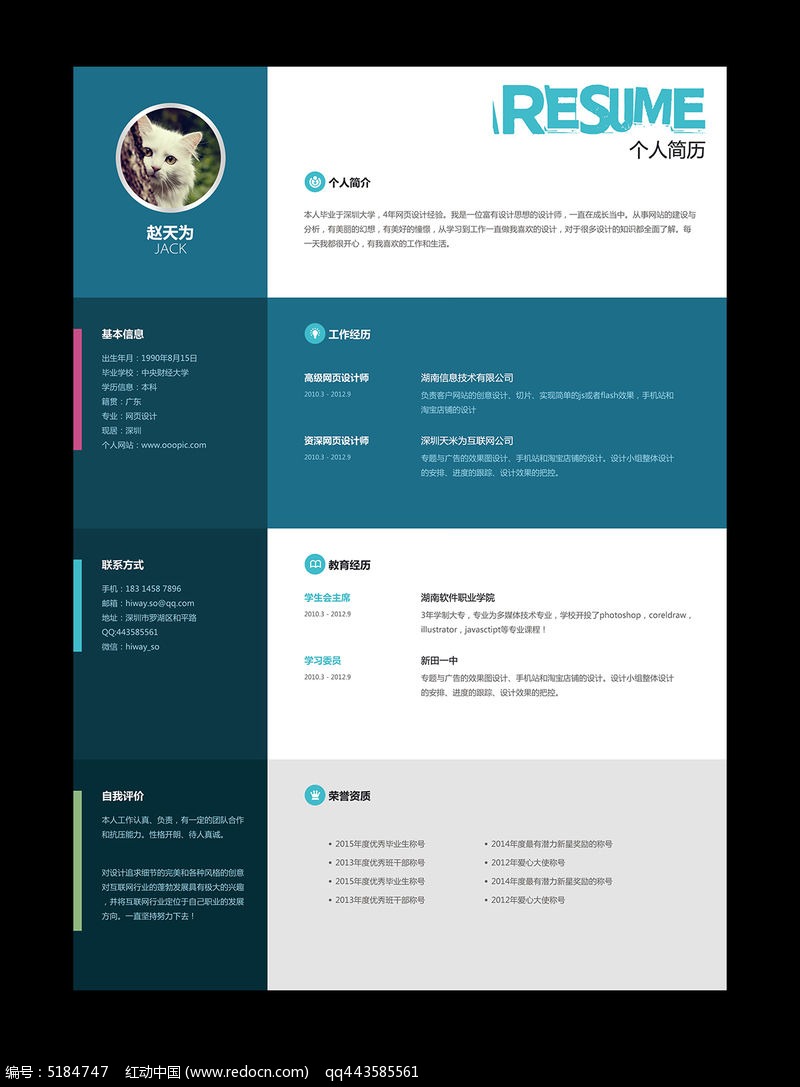 RESUME
个人简历
赵天为
JACK
个人简介
本人毕业于深圳大学，4年网页设计经验。我是一位富有设计思想的设计师，一直在成长当中。从事网站的建设与
分析，有美丽的幻想，有美好的憧憬，从学习到工作一直做我喜欢的设计，对于很多设计的知识都全面了解。每
一天我都很开心，有我喜欢的工作和生活。
基本信息
出生年月：1990年8月15日
毕业学校：中央财经大学
学历信息：本科
籍贯：广东
专业：网页设计
现居：深圳
个人网站：www.ooopic.com
工作经历
高级网页设计师
2010.3 - 2012.9
湖南信息技术有限公司
负责客户网站的创意设计、切片、实现简单的js或者flash效果，手机站和
淘宝店铺的设计
资深网页设计师
2010.3 - 2012.9
深圳天米为互联网公司
专题与广告的效果图设计、手机站和淘宝店铺的设计。设计小组整体设计
的安排、进度的跟踪、设计效果的把控。
联系方式
手机：183 1458 7896
邮箱：hiway.so@qq.com
地址：深圳市罗湖区和平路
QQ:443585561
微信：hiway_so
教育经历
学生会主席
2010.3 - 2012.9
湖南软件职业学院
3年学制大专，专业为多媒体技术专业，学校开投了photoshop，coreldraw，
illustrator，javasctipt等专业课程！
学习委员
2010.3 - 2012.9
新田一中
专题与广告的效果图设计、手机站和淘宝店铺的设计。设计小组整体设计
的安排、进度的跟踪、设计效果的把控。
自我评价
本人工作认真、负责，有一定的团队合作
和抗压能力。性格开朗、待人真诚。
对设计追求细节的完美和各种风格的创意
对互联网行业的蓬勃发展具有极大的兴趣
，并将互联网行业定位于自己职业的发展
方向。一直坚持努力下去！
荣誉资质
• 2015年度优秀毕业生称号
• 2013年度优秀班干部称号
• 2015年度优秀毕业生称号
• 2013年度优秀班干部称号
• 2014年度最有潜力新星奖励的称号
• 2012年爱心大使称号
• 2014年度最有潜力新星奖励的称号
• 2012年爱心大使称号
编号：5184747 红动中国 (www.redocn.com) qq443585561